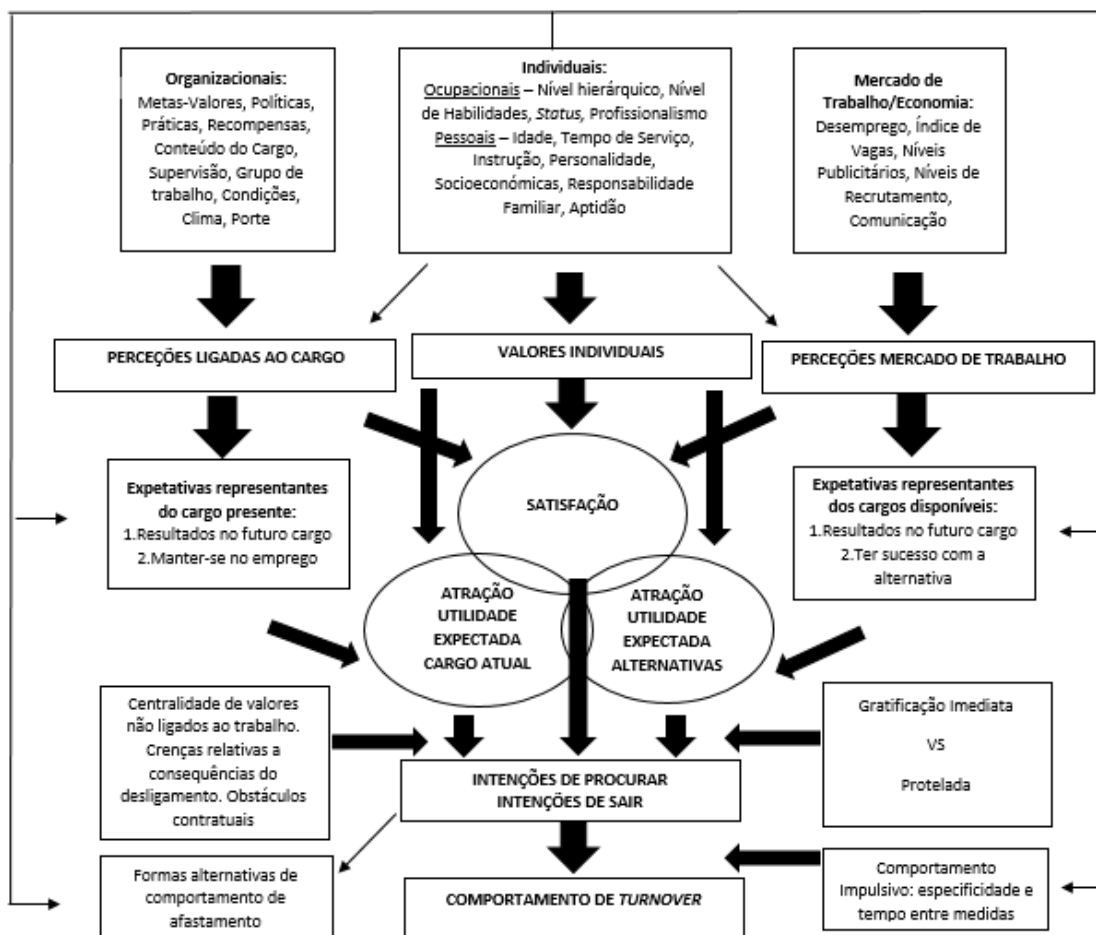 Organizacionais:
Metas-Valores, Políticas,
Práticas, Recompensas,
Conteúdo do Cargo,
Supervisão, Grupo de
trabalho, Condições,
Clima, Porte
Individuais:
Ocupacionais – Nível hierárquico, Nível
de Habilidades, Status, Profissionalismo
Pessoais – Idade, Tempo de Serviço,
Instrução, Personalidade,
Socioeconómicas, Responsabilidade
Familiar, Aptidão
Mercado de
Trabalho/Economia:
Desemprego, Índice de
Vagas, Níveis
Publicitários, Níveis de
Recrutamento,
Comunicação
PERCEÇÕES LIGADAS AO CARGO
VALORES INDIVIDUAIS
PERCEÇÕES MERCADO DE TRABALHO
Expetativas representantes
do cargo presente:
1.Resultados no futuro cargo
2.Manter-se no emprego
SATISFAÇÃO
Expetativas representantes
dos cargos disponíveis:
1.Resultados no futuro cargo
2.Ter sucesso com a
alternativa
ATRAÇÃO
UTILIDADE
EXPECTADA
CARGO ATUAL
ATRAÇÃO
UTILIDADE
EXPECTADA
ALTERNATIVAS
Centralidade de valores
não ligados ao trabalho.
Crenças relativas a
consequências do
desligamento. Obstáculos
contratuais
Gratificação Imediata
VS
Protelada
INTENÇÕES DE PROCURAR
INTENÇÕES DE SAIR
Formas alternativas de
comportamento de
afastamento
COMPORTAMENTO DE TURNOVER
Comportamento
Impulsivo: especificidade e
tempo entre medidas